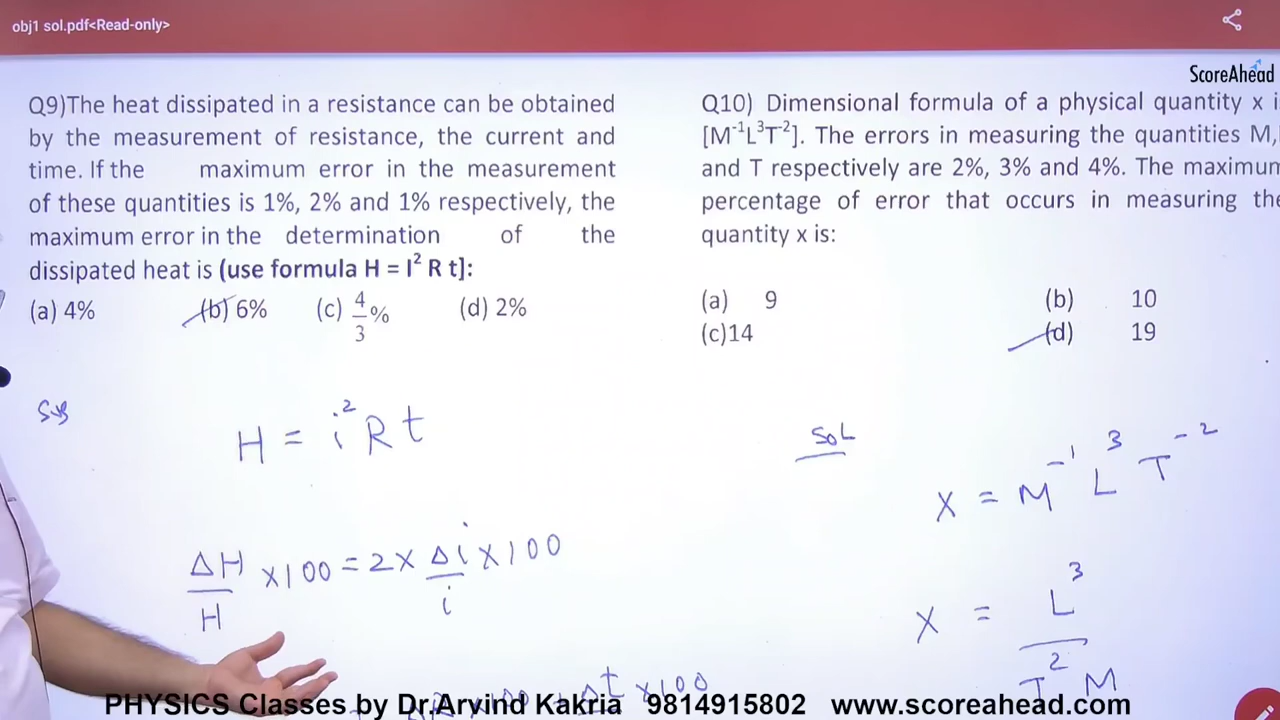 obj1 sol.pdf<Read-only>
ScoreAhead
Q9)The heat dissipated in a resistance can be obtained
by the measurement of resistance, the current and
time. If the maximum error in the measurement
of these quantities is 1%, 2% and 1% respectively, the
maximum error in the determination of the
dissipated heat is (use formula H = I² R t]:
(a) 4% (b) 6% (c) 4/3 % (d) 2%
Sol
H = i² R t
ΔH/H ×100 = 2 × Δi/i ×100
×100 + Δt ×100
Q10) Dimensional formula of a physical quantity x i
[M⁻¹L³T⁻²]. The errors in measuring the quantities M,
and T respectively are 2%, 3% and 4%. The maximum
percentage of error that occurs in measuring the
quantity x is:
(a) 9 (b) 10
(c)14 (d) 19
SOL
X = M⁻¹ L³ T⁻²
X = L³/T² M
PHYSICS Classes by Dr.Arvind Kakria 9814915802 www.scoreahead.com